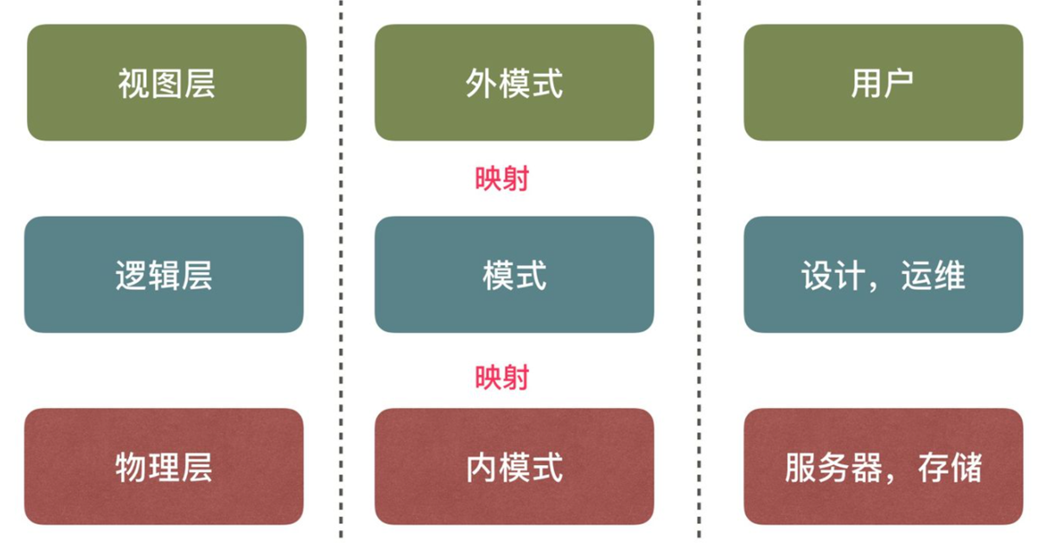 视图层
外模式
用户
映射
逻辑层
模式
设计，运维
映射
物理层
内模式
服务器，存储